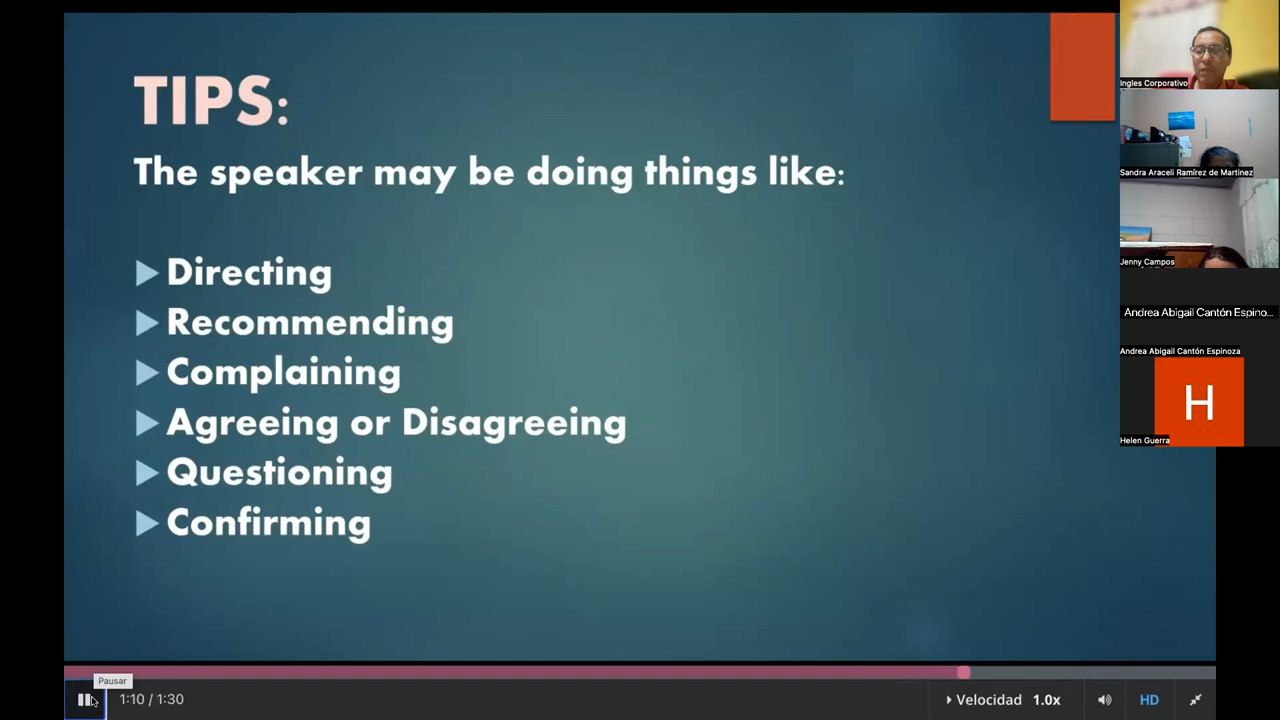 TIPS:
The speaker may be doing things like:
Directing
Recommending
Complaining
Agreeing or Disagreeing
Questioning
Confirming
Pausar
1:10 / 1:30
Velocidad 1.0x
HD
Ingles Corporativo
Sandra Araceli Ramírez de Martínez
Jenny Campos
Andrea Abigail Cantón Espino...
Andrea Abigail Cantón Espinoza
H
Helen Guerra